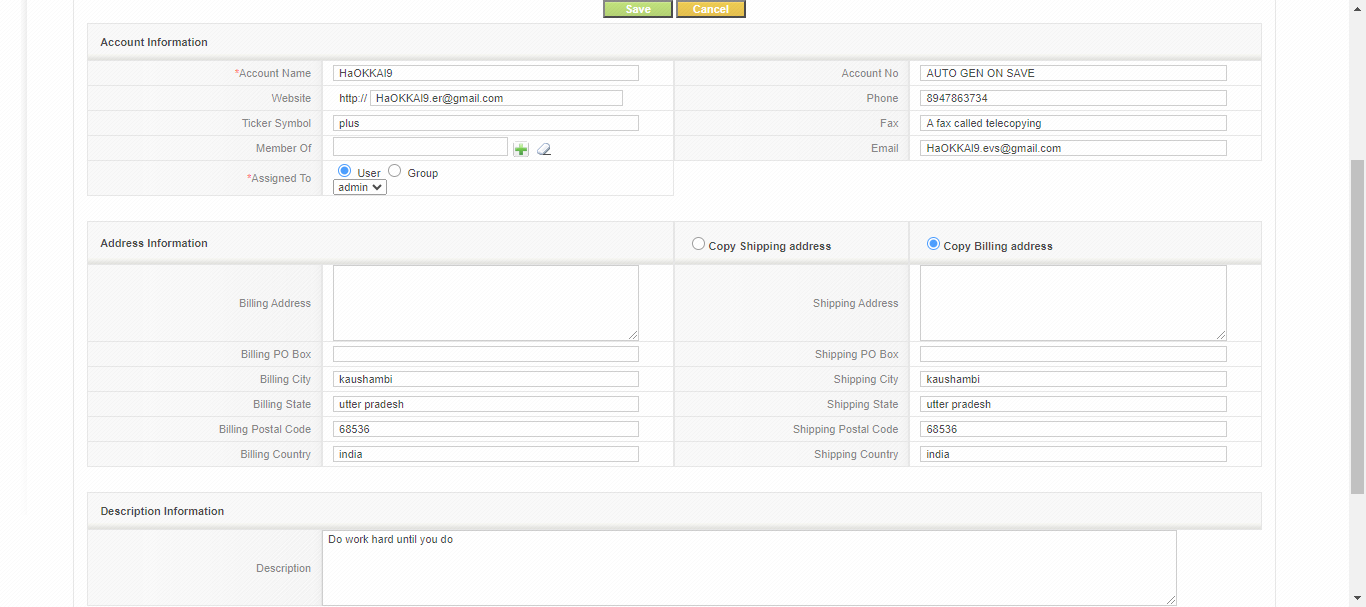 Save Cancel
Account Information
*Account Name HaOKKAI9 Account No AUTO GEN ON SAVE
Website http:// HaOKKAI9.er@gmail.com Phone 8947863734
Ticker Symbol plus Fax A fax called telecopying
Member Of Email HaOKKAI9.evs@gmail.com
*Assigned To User Group
admin
Address Information Copy Shipping address Copy Billing address
Billing Address Shipping Address
Billing PO Box Shipping PO Box
Billing City kaushambi Shipping City kaushambi
Billing State utter pradesh Shipping State utter pradesh
Billing Postal Code 68536 Shipping Postal Code 68536
Billing Country india Shipping Country india
Description Information
Do work hard until you do
Description